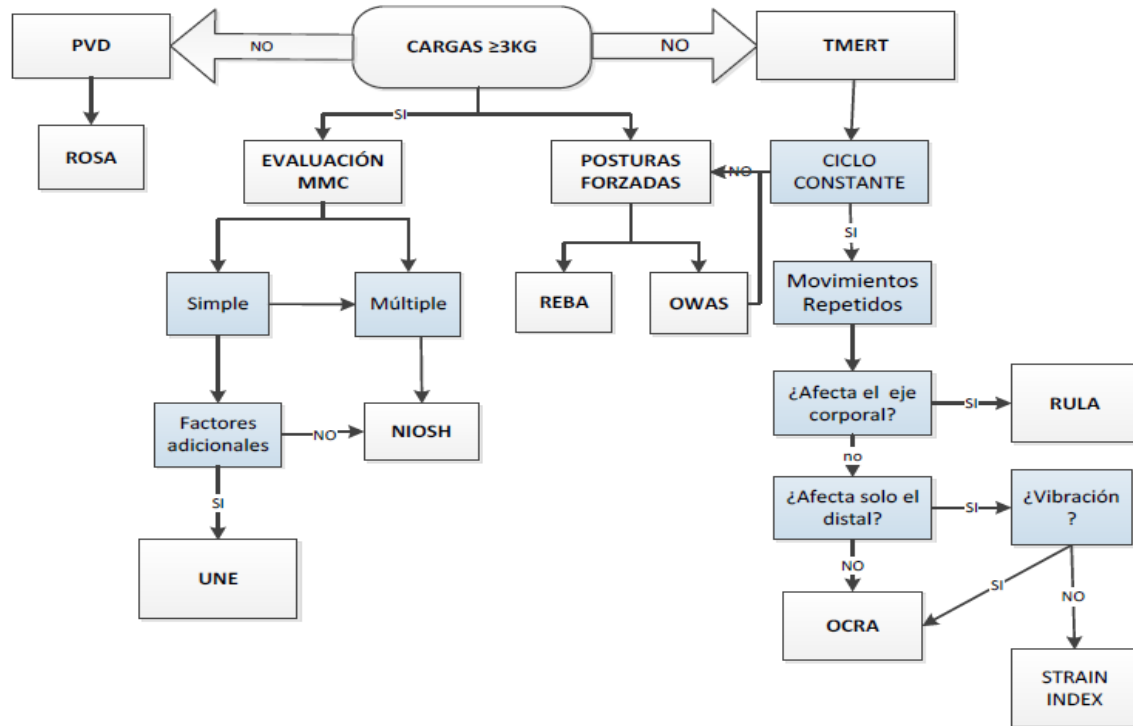 PVD
NO
CARGAS ≥3KG
NO
TMERT
ROSA
SI
EVALUACIÓN
MMC
POSTURAS
FORZADAS
NO
CICLO
CONSTANTE
SI
Simple
Múltiple
REBA
OWAS
Movimientos
Repetidos
Factores
adicionales
NO
NIOSH
¿Afecta el eje
corporal?
SI
RULA
no
SI
¿Afecta solo el
distal?
SI
¿Vibración
?
UNE
NO
SI
NO
OCRA
STRAIN
INDEX